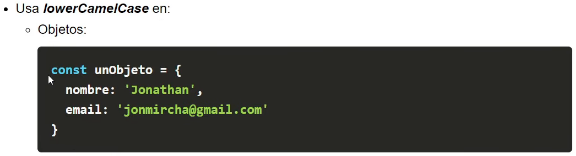 Usa lowerCamelCase en:
Objetos:
const unObjeto = {
nombre: 'Jonathan',
email: 'jonmircha@gmail.com'
}